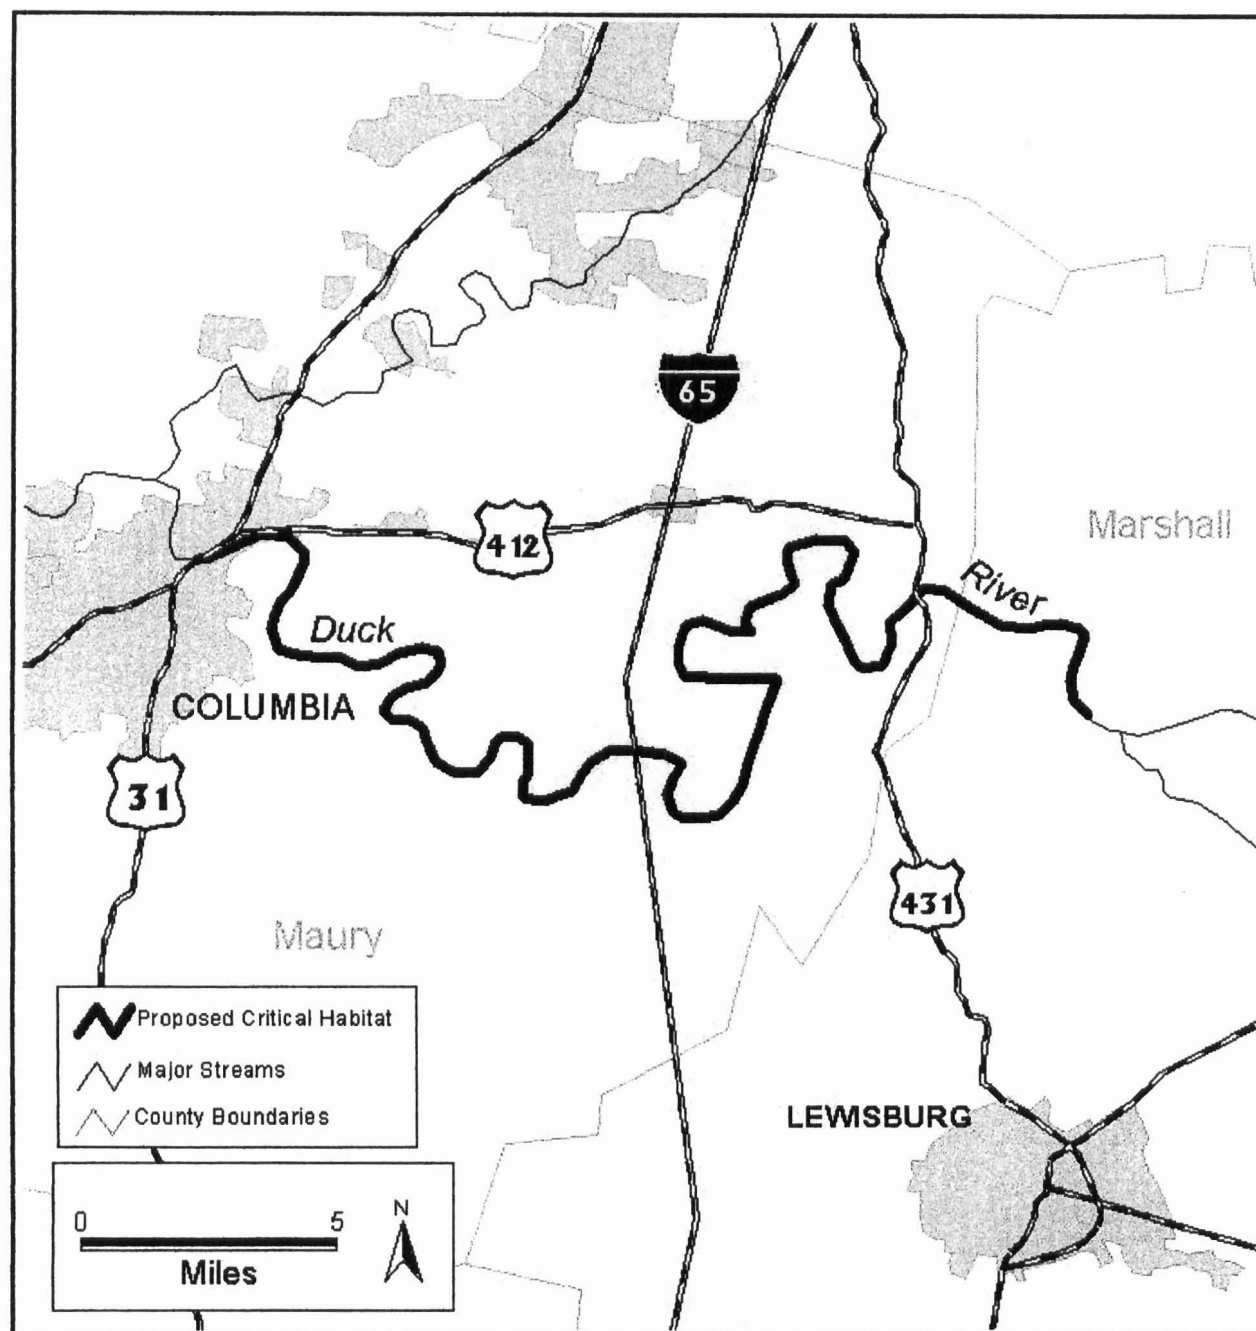 65
Marshall
412
River
Duck
COLUMBIA
31
431
Maury
Proposed Critical Habitat
Major Streams
County Boundaries
LEWISBURG
0 5
N
Miles